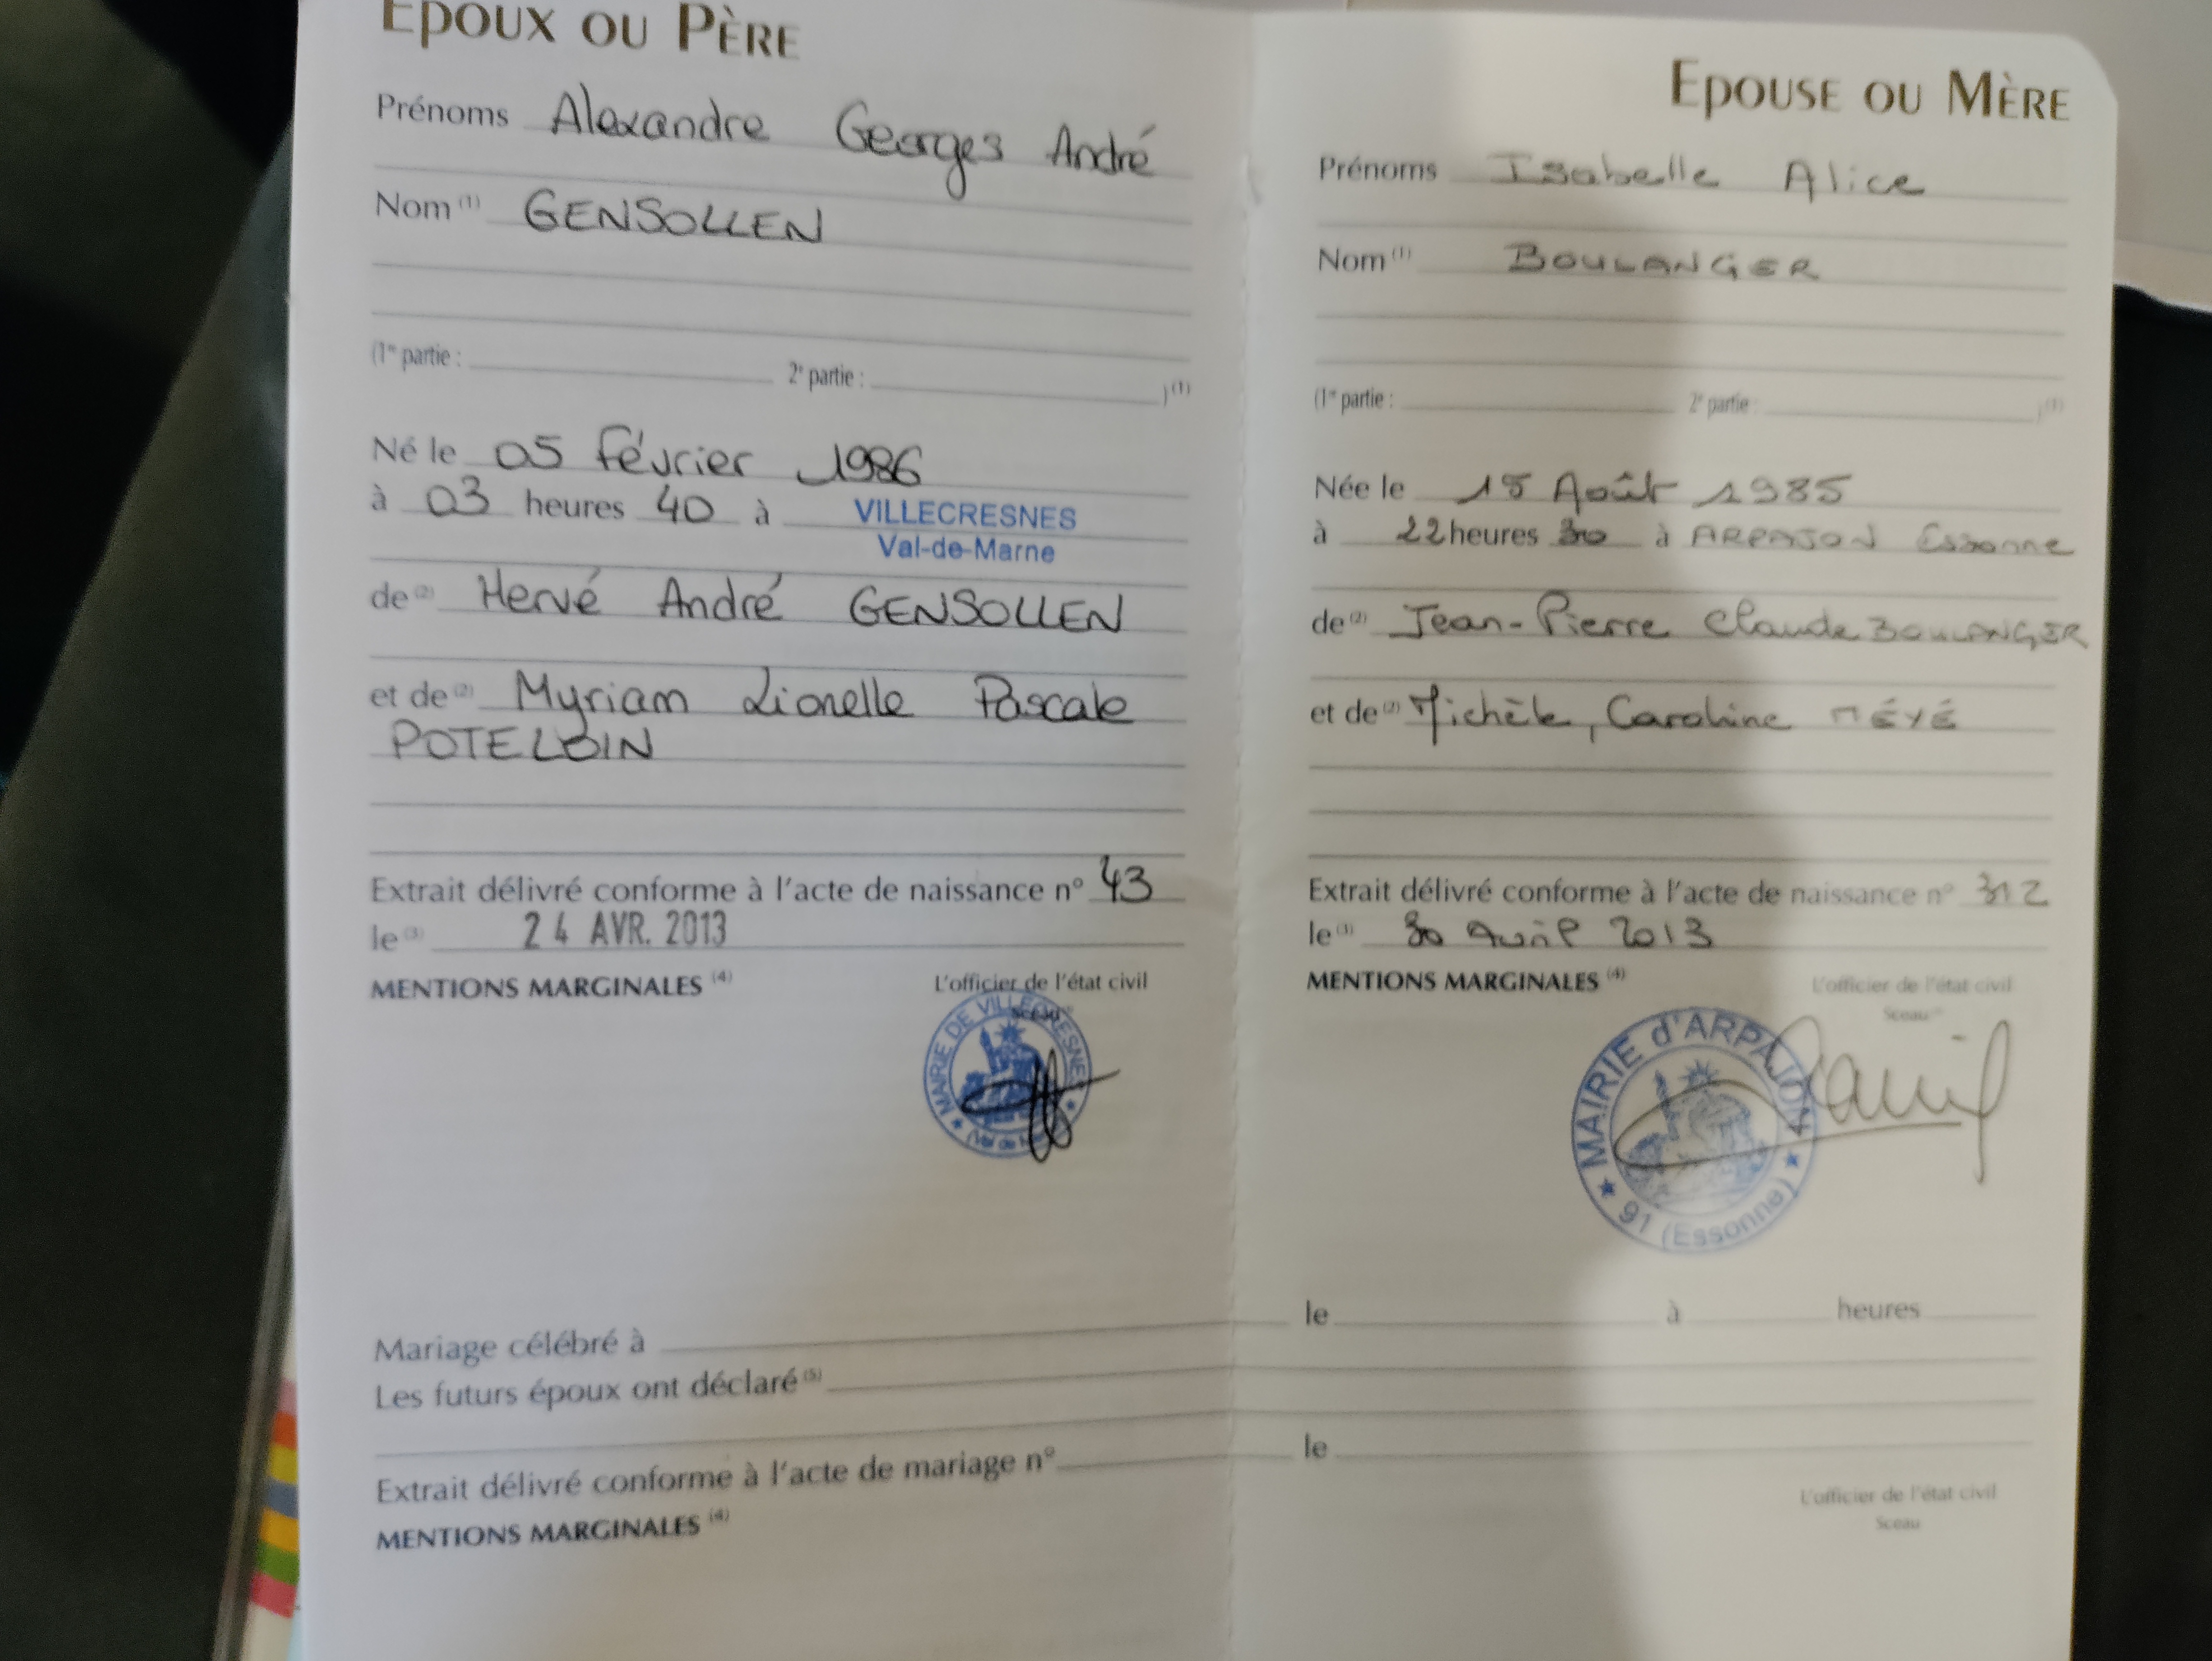 EPOUX OU PÈRE
Prénoms Alexandre Georges André
Nom (1) GENSOLLEN
(1re partie : 2e partie : ) (1)
Né le 05 février 1986
à 03 heures 40 à VILLECRESNES
Val-de-Marne
de (2) Hervé André GENSOLLEN
et de (2) Myriam Lionelle Pascale
POTELOIN
Extrait délivré conforme à l'acte de naissance n° 43
le (3) 24 AVR. 2013
MENTIONS MARGINALES (4) L'officier de l'état civil
Sceau
MAIRIE DE VILLECRESNES
EPOUSE OU MÈRE
Prénoms Isabelle Alice
Nom (1) BOULANGER
(1re partie : 2e partie : ) (1)
Née le Août 1985
à 22 heures 30 à ARPAJON Essonne
de (2) Jean-Pierre Claude BOULANGER
et de (2) Michèle, Caroline MÉYÉ
Extrait délivré conforme à l'acte de naissance n° 312
le (3) 30 Avril 2013
MENTIONS MARGINALES (4) L'officier de l'état civil
Sceau
MAIRIE d'ARPAJON
91 (Essonne)
Mariage célébré à le à heures
Les futurs époux ont déclaré (5)
Extrait délivré conforme à l'acte de mariage n° le
MENTIONS MARGINALES (4) L'officier de l'état civil
Sceau